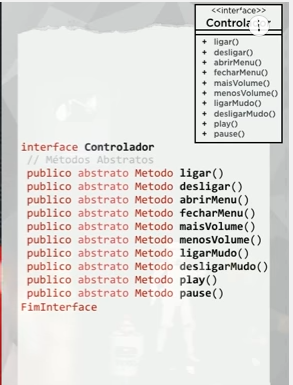 <<interface>>
Controlador
+ ligar()
+ desligar()
+ abrirMenu()
+ fecharMenu()
+ maisVolume()
+ menosVolume()
+ ligarMudo()
+ desligarMudo()
+ play()
+ pause()
interface Controlador
// Métodos Abstratos
publico abstrato Metodo ligar()
publico abstrato Metodo desligar()
publico abstrato Metodo abrirMenu()
publico abstrato Metodo fecharMenu()
publico abstrato Metodo maisVolume()
publico abstrato Metodo menosVolume()
publico abstrato Metodo ligarMudo()
publico abstrato Metodo desligarMudo()
publico abstrato Metodo play()
publico abstrato Metodo pause()
FimInterface